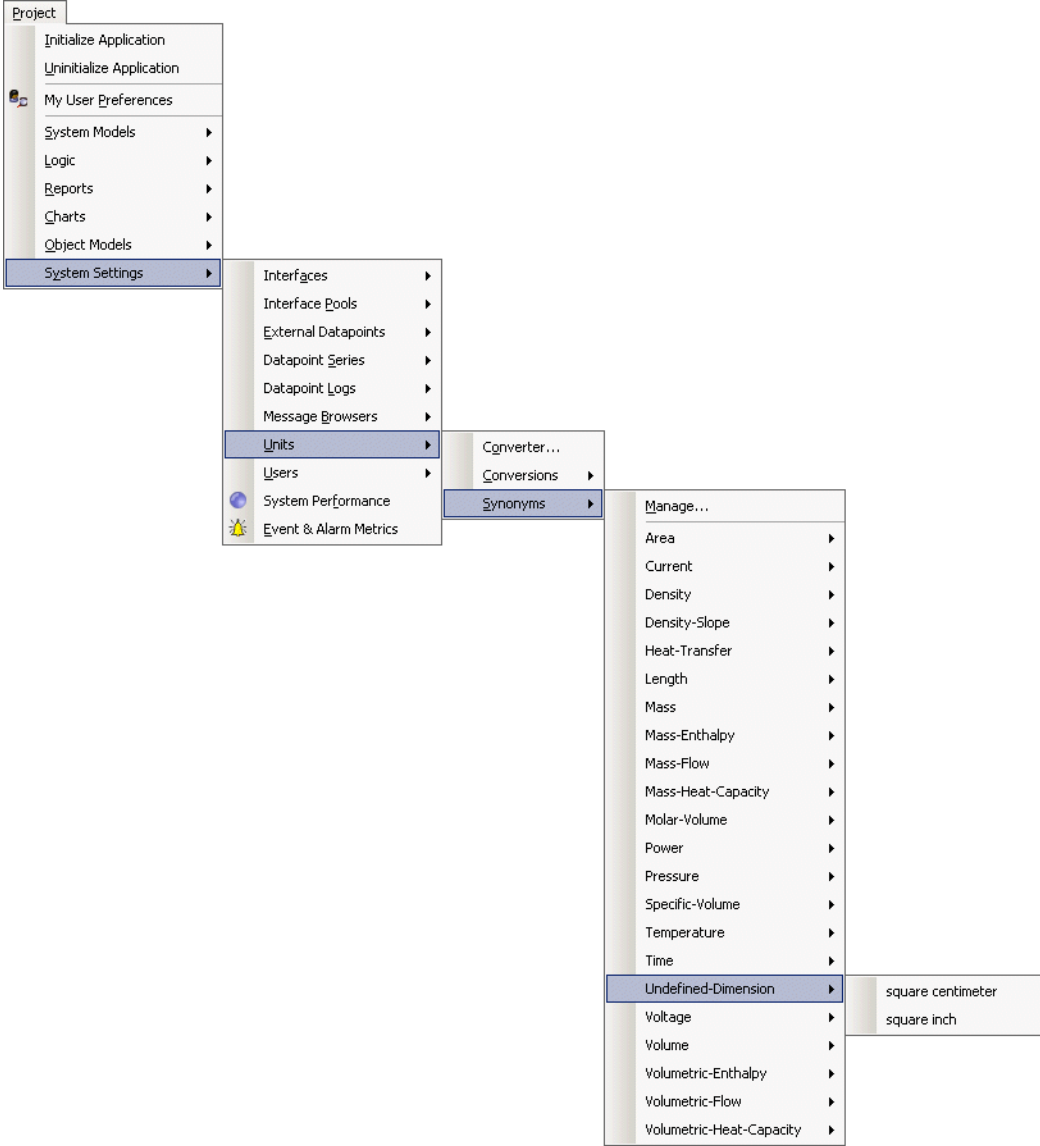 Project
Initialize Application
Uninitialize Application
My User Preferences
System Models
Logic
Reports
Charts
Object Models
System Settings
Interfaces
Interface Pools
External Datapoints
Datapoint Series
Datapoint Logs
Message Browsers
Units
Users
System Performance
Event & Alarm Metrics
Converter...
Conversions
Synonyms
Manage...
Area
Current
Density
Density-Slope
Heat-Transfer
Length
Mass
Mass-Enthalpy
Mass-Flow
Mass-Heat-Capacity
Molar-Volume
Power
Pressure
Specific-Volume
Temperature
Time
Undefined-Dimension
Voltage
Volume
Volumetric-Enthalpy
Volumetric-Flow
Volumetric-Heat-Capacity
square centimeter
square inch